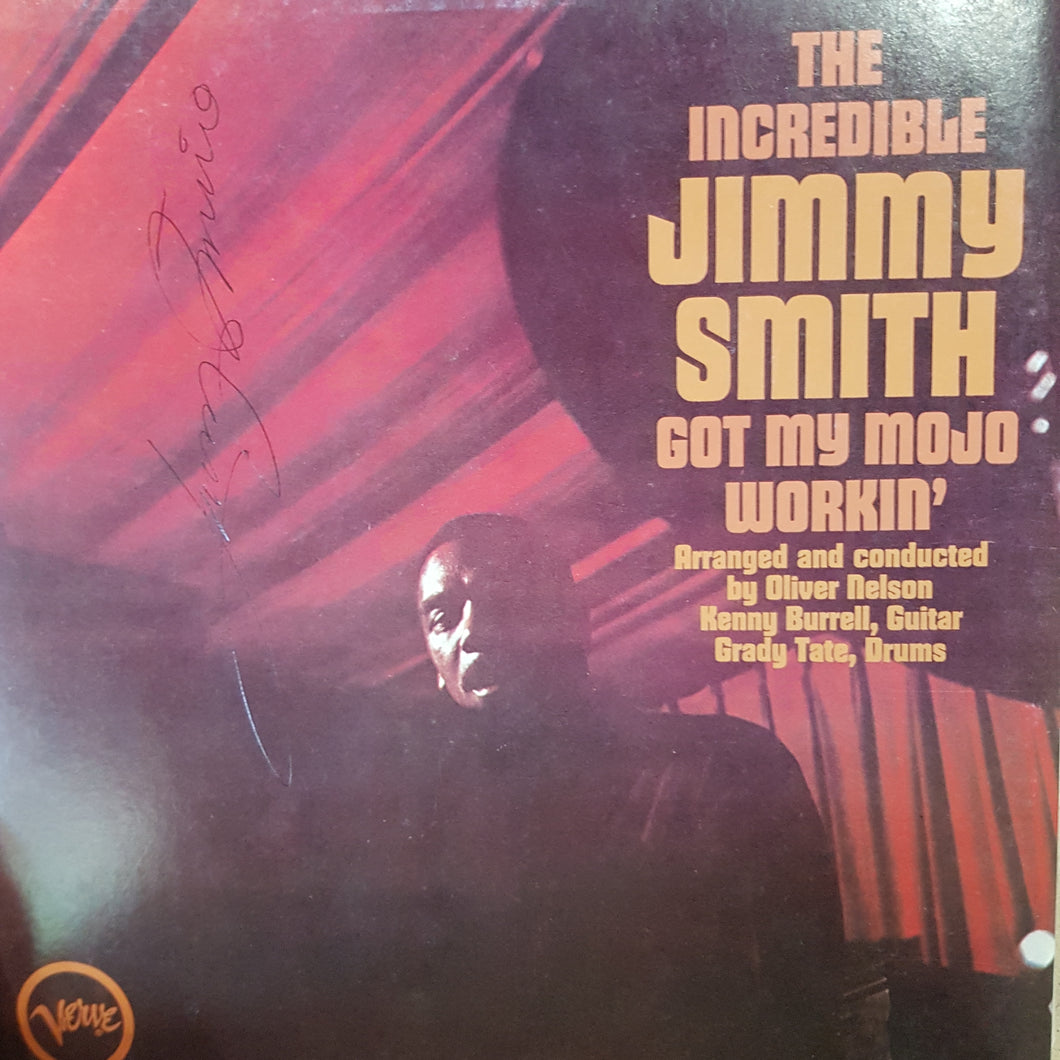 THE
INCREDIBLE
JIMMY
SMITH
GOT MY MOJO
WORKIN'
Arranged and conducted
by Oliver Nelson
Kenny Burrell, Guitar
Grady Tate, Drums
Verve